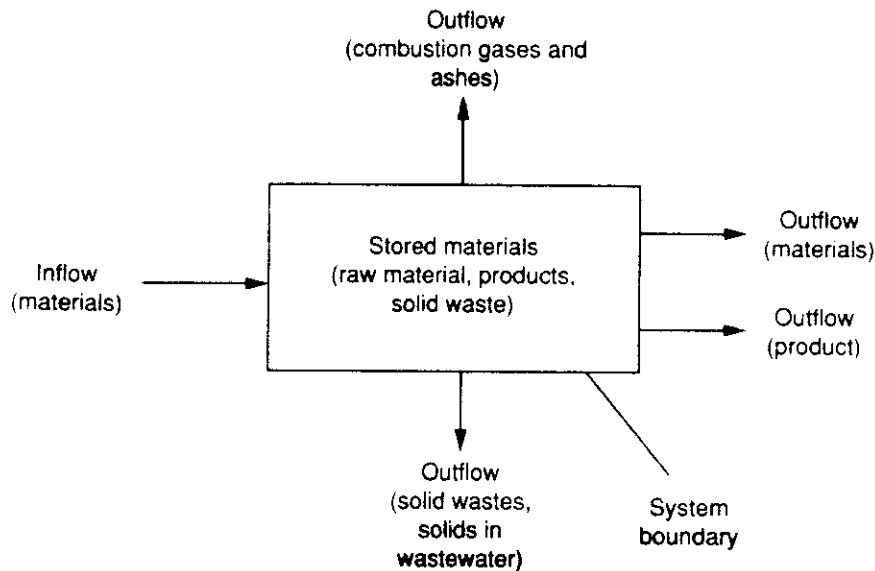 Outflow
(combustion gases and
ashes)
Stored materials
(raw material, products,
solid waste)
Inflow
(materials)
Outflow
(materials)
Outflow
(product)
Outflow
(solid wastes,
solids in
wastewater)
System
boundary